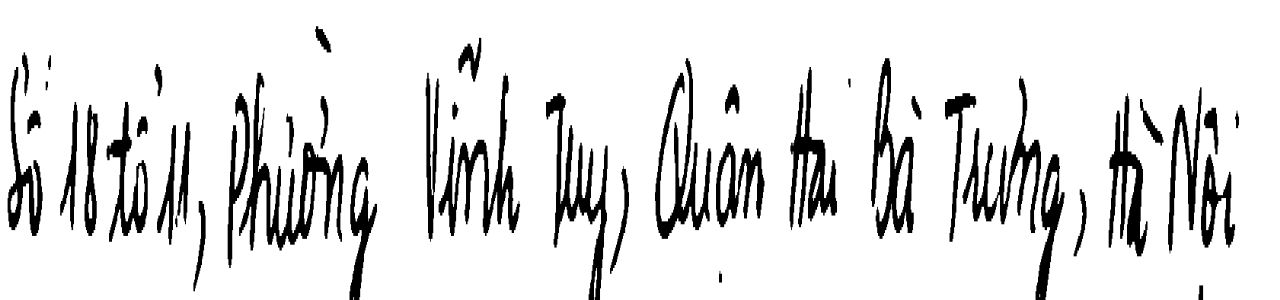 Số 18 tổ 11, Phường Vĩnh Tuy, Quận Hai Bà Trưng, Hà Nội